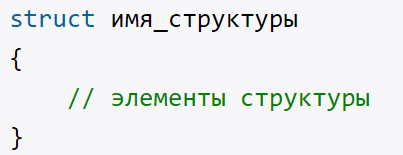 struct имя_структуры
{
// элементы структуры
}